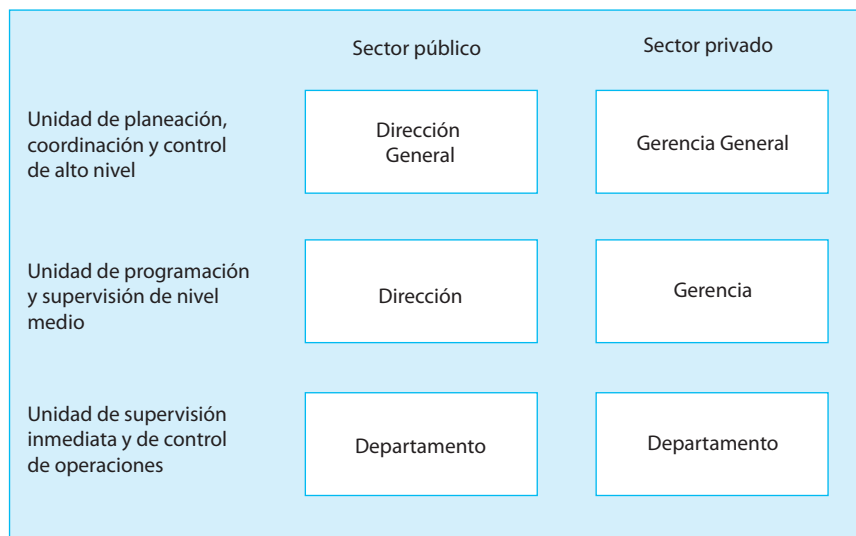 Sector público
Sector privado
Unidad de planeación,
coordinación y control
de alto nivel
Dirección
General
Gerencia General
Unidad de programación
y supervisión de nivel
medio
Dirección
Gerencia
Unidad de supervisión
inmediata y de control
de operaciones
Departamento
Departamento